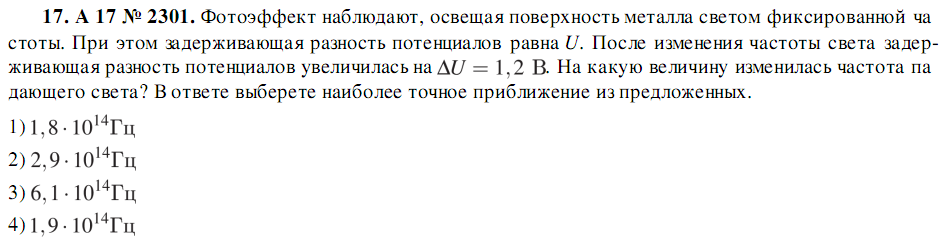 17. А 17 № 2301. Фотоэффект наблюдают, освещая поверхность металла светом фиксированной ча
стоты. При этом задерживающая разность потенциалов равна U. После изменения частоты света задер-
живающая разность потенциалов увеличилась на ΔU = 1,2 В. На какую величину изменилась частота па
дающего света? В ответе выберете наиболее точное приближение из предложенных.
1) 1,8 · 10¹⁴Гц
2) 2,9 · 10¹⁴Гц
3) 6,1 · 10¹⁴Гц
4) 1,9 · 10¹⁴Гц